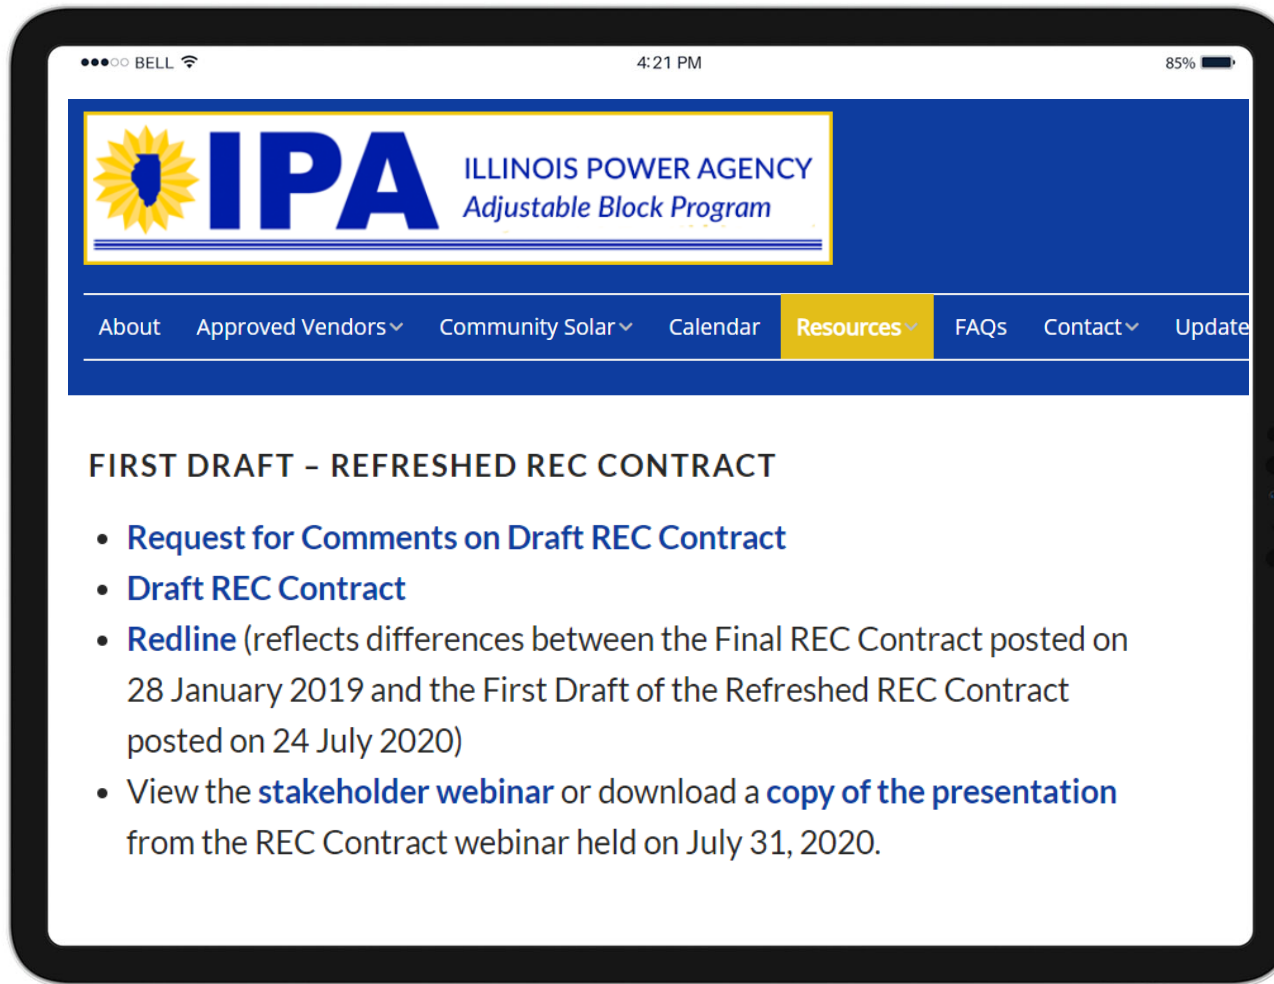 BELL
4:21 PM
85%
IPA
ILLINOIS POWER AGENCY
Adjustable Block Program
About Approved Vendors Community Solar Calendar Resources FAQs Contact Update
FIRST DRAFT – REFRESHED REC CONTRACT
• Request for Comments on Draft REC Contract
• Draft REC Contract
• Redline (reflects differences between the Final REC Contract posted on
28 January 2019 and the First Draft of the Refreshed REC Contract
posted on 24 July 2020)
• View the stakeholder webinar or download a copy of the presentation
from the REC Contract webinar held on July 31, 2020.